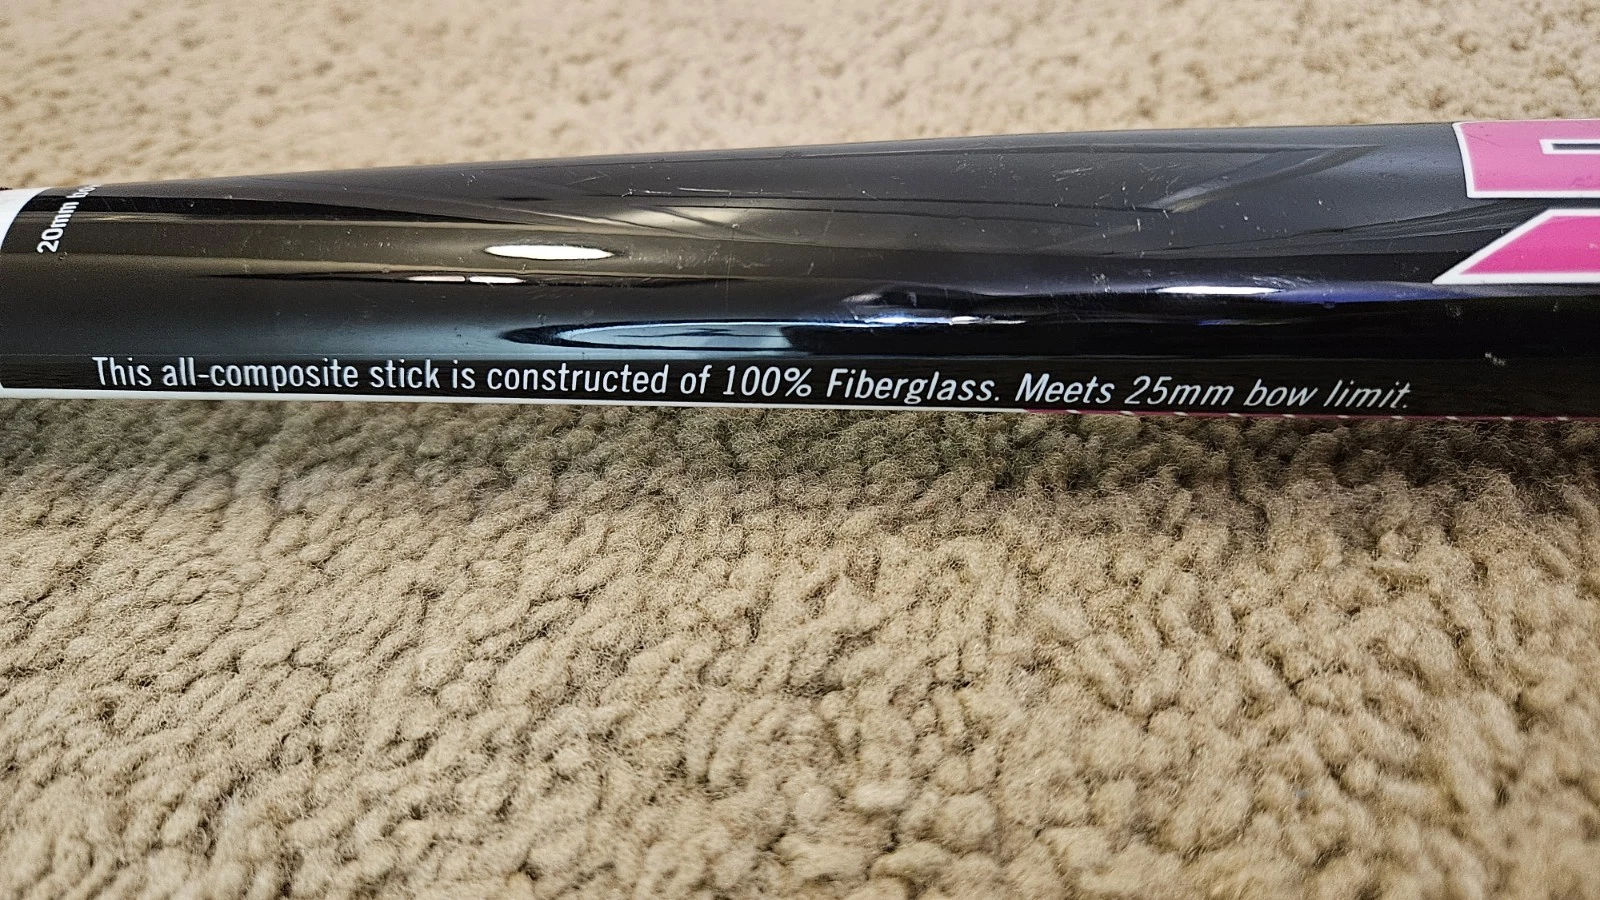 20mm
This all-composite stick is constructed of 100% Fiberglass. Meets 25mm bow limit.